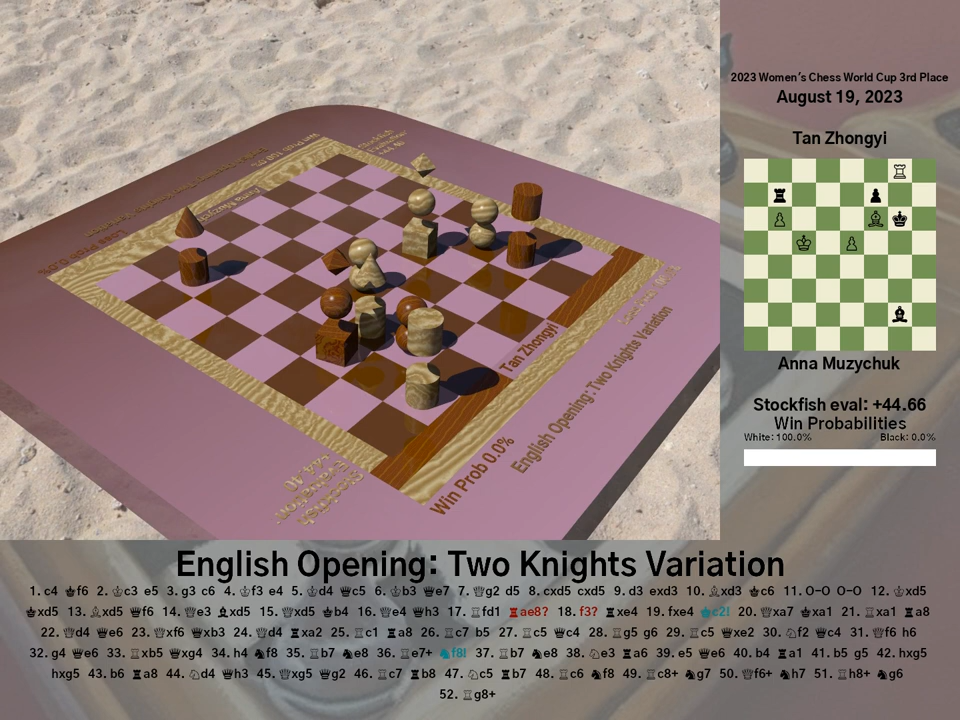 2023 Women's Chess World Cup 3rd Place
August 19, 2023
Tan Zhongyi
Anna Muzychuk
Stockfish eval: +44.66
Win Probabilities
White: 100.0%
Black: 0.0%
Tan Zhongyi
English Opening: Two Knights Variation
Win Prob 0.0%
English Opening: Two Knights Variation
1. c4 ♚f6 2. ♔c3 e5 3. g3 c6 4. ♔f3 e4 5. ♔d4 ♛c5 6. ♔b3 ♛e7 7. ♕g2 d5 8. cxd5 cxd5 9. d3 exd3 10. ♗xd3 ♚c6 11. O-O O-O 12. ♔xd5
♚xd5 13. ♗xd5 ♛f6 14. ♕e3 ♝xd5 15. ♕xd5 ♚b4 16. ♕e4 ♛h3 17. ♖fd1 ♜ae8? 18. f3? ♜xe4 19. fxe4 ♚c2! 20. ♕xa7 ♚xa1 21. ♖xa1 ♜a8
22. ♕d4 ♛e6 23. ♕xf6 ♛xb3 24. ♕d4 ♜xa2 25. ♖c1 ♜a8 26. ♖c7 b5 27. ♖c5 ♛c4 28. ♖g5 g6 29. ♖c5 ♛xe2 30. ♘f2 ♛c4 31. ♕f6 h6
32. g4 ♛e6 33. ♖xb5 ♛xg4 34. h4 ♞f8 35. ♖b7 ♞e8 36. ♖e7+ ♞f8! 37. ♖b7 ♞e8 38. ♘e3 ♜a6 39. e5 ♛e6 40. b4 ♜a1 41. b5 g5 42. hxg5
hxg5 43. b6 ♜a8 44. ♘d4 ♛h3 45. ♕xg5 ♛g2 46. ♖c7 ♜b8 47. ♘c5 ♜b7 48. ♖c6 ♞f8 49. ♖c8+ ♞g7 50. ♕f6+ ♞h7 51. ♖h8+ ♞g6
52. ♖g8+